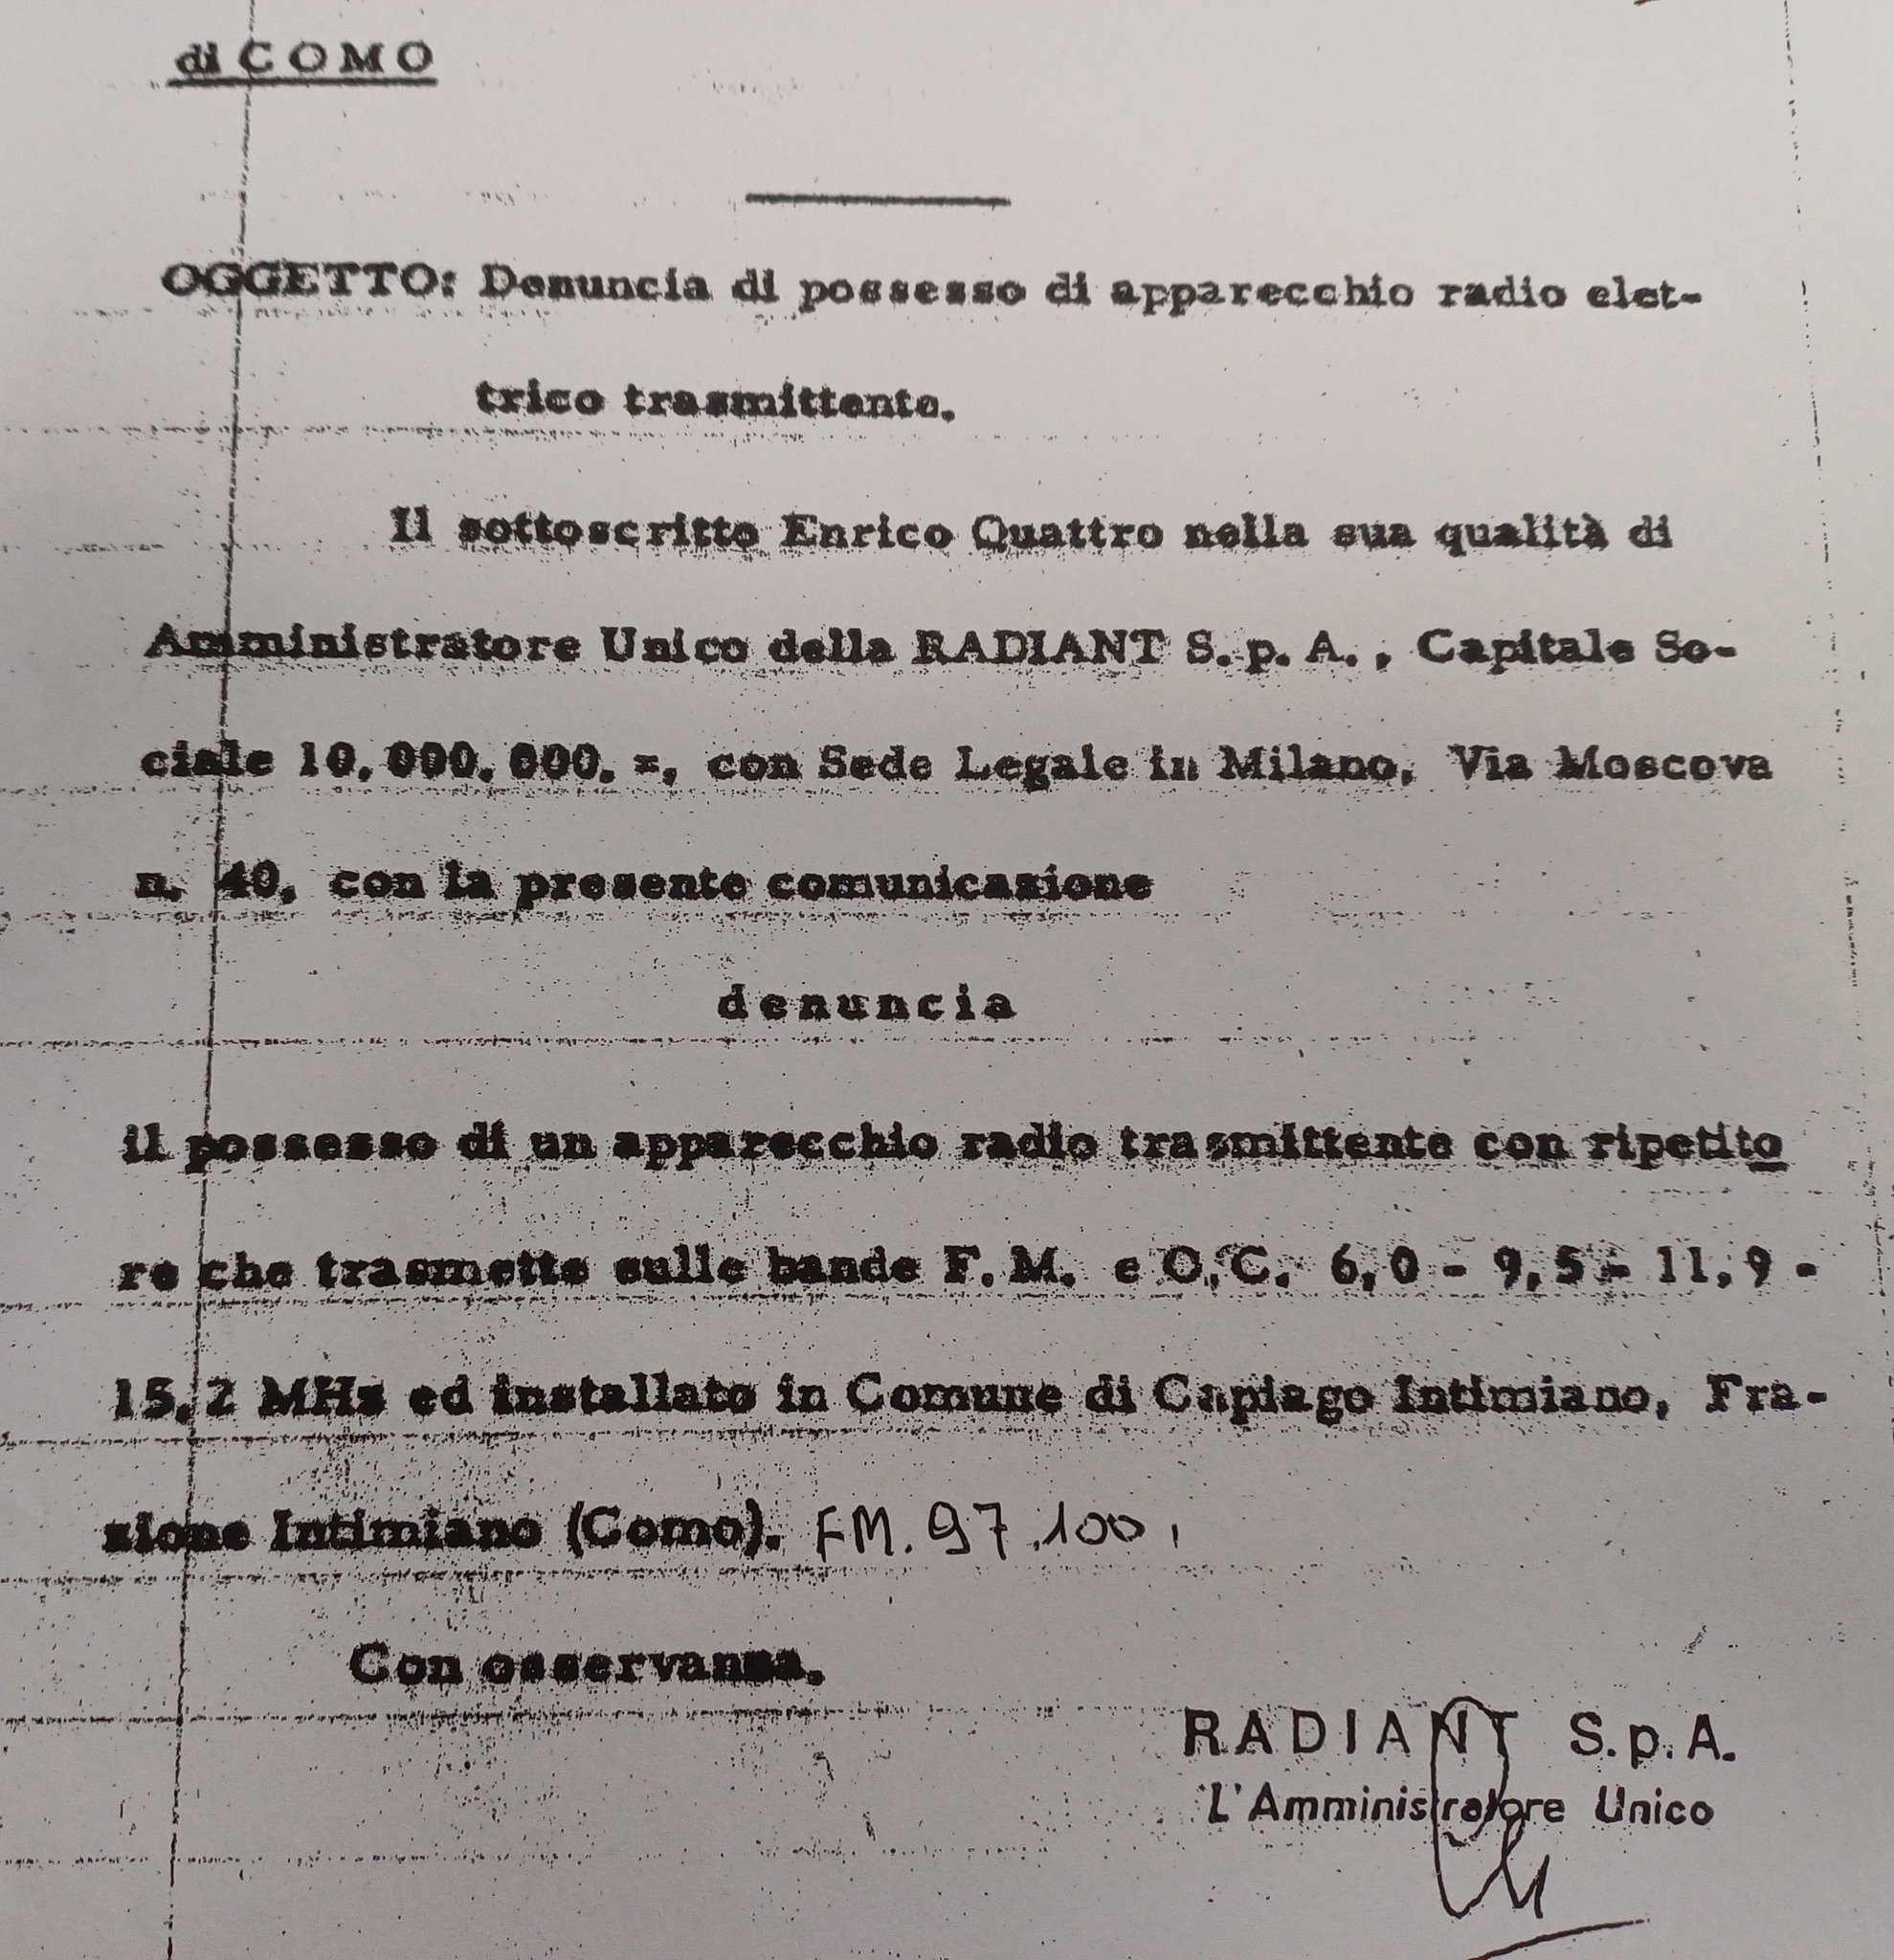 di COMO
OGGETTO: Denuncia di possesso di apparecchio radio elet-
trico trasmittente.
Il sottoscritto Enrico Quattro nella sua qualità di
Amministratore Unico della RADIANT S.p.A., Capitale So-
ciale 10.000.000.=, con Sede Legale in Milano, Via Moscova
n. 40, con la presente comunicazione
denuncia
il possesso di un apparecchio radio trasmittente con ripetito
re che trasmette sulle bande F.M. e O.C. 6,0 - 9,5 - 11,9 -
15,2 MHz ed installato in Comune di Capiago Intimiano, Fra-
zione Intimiano (Como). FM. 97.100,
Con osservanza.
RADIANT S.p.A.
L'Amministratore Unico